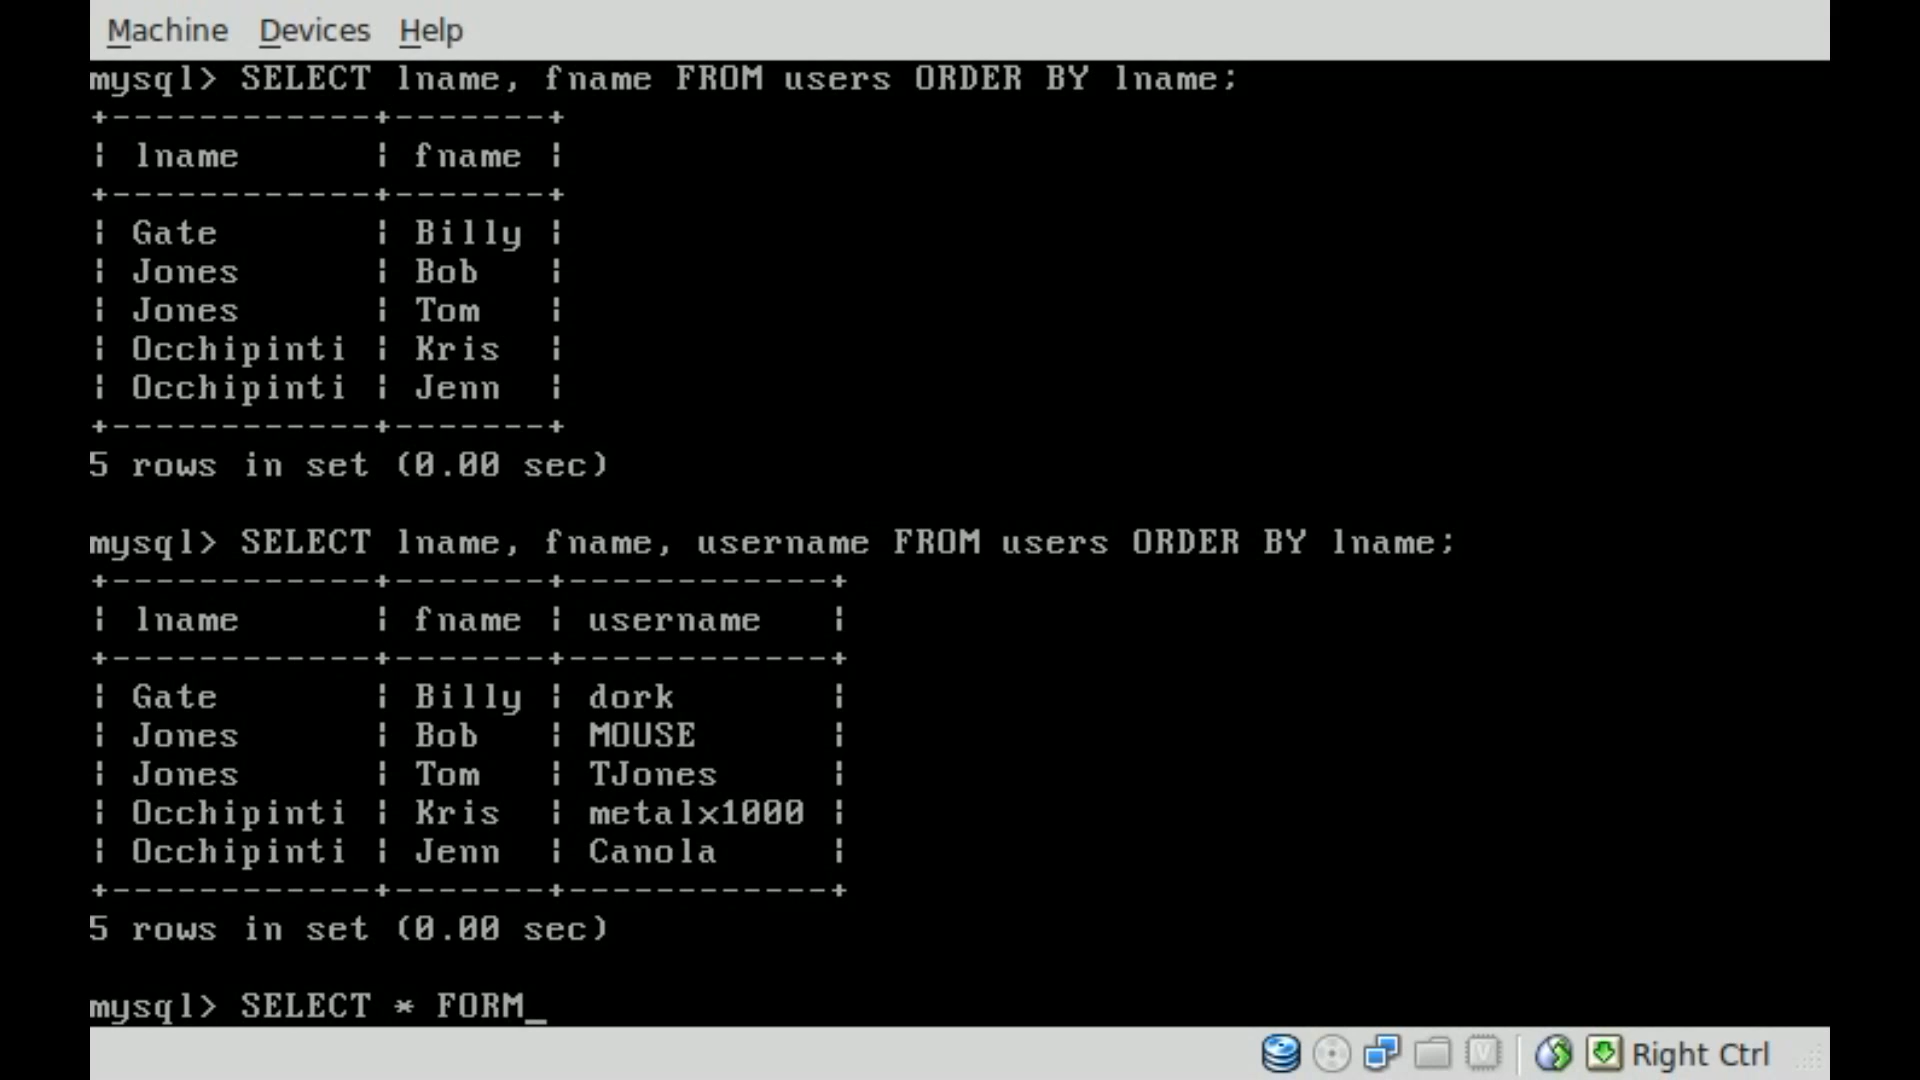 Machine Devices Help
mysql> SELECT lname, fname FROM users ORDER BY lname;
+------------+-------+
| lname      | fname |
+------------+-------+
| Gate       | Billy |
| Jones      | Bob   |
| Jones      | Tom   |
| Occhipinti | Kris  |
| Occhipinti | Jenn  |
+------------+-------+
5 rows in set (0.00 sec)
mysql> SELECT lname, fname, username FROM users ORDER BY lname;
+------------+-------+------------+
| lname      | fname | username   |
+------------+-------+------------+
| Gate       | Billy | dork       |
| Jones      | Bob   | MOUSE      |
| Jones      | Tom   | TJones     |
| Occhipinti | Kris  | metalx1000 |
| Occhipinti | Jenn  | Canola     |
+------------+-------+------------+
5 rows in set (0.00 sec)
mysql> SELECT * FORM_
Right Ctrl